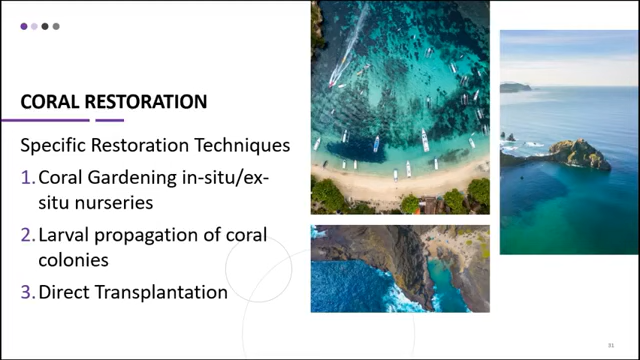 CORAL RESTORATION
Specific Restoration Techniques
1. Coral Gardening in-situ/ex-
situ nurseries
2. Larval propagation of coral
colonies
3. Direct Transplantation
31